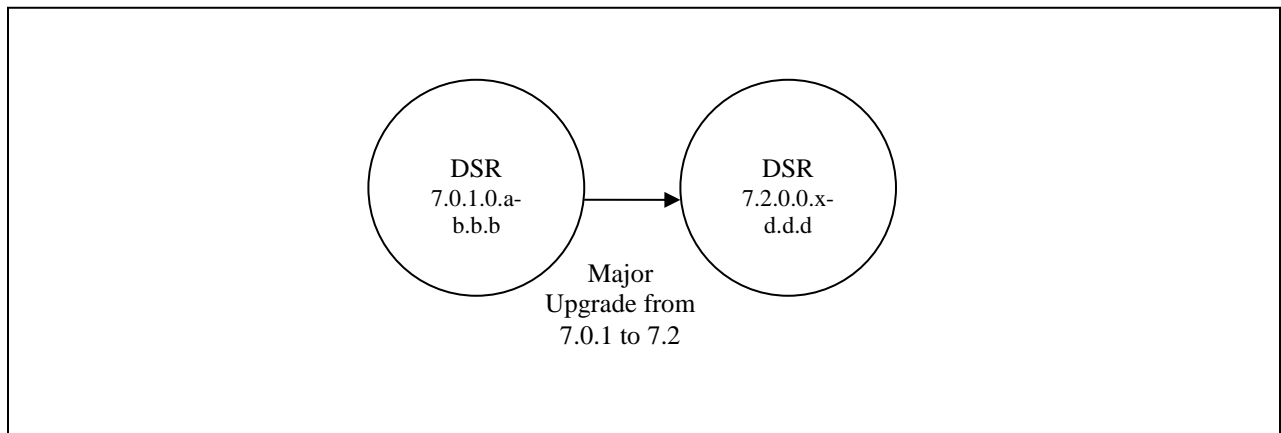 DSR
7.0.1.0.a-
b.b.b
DSR
7.2.0.0.x-
d.d.d
Major
Upgrade from
7.0.1 to 7.2